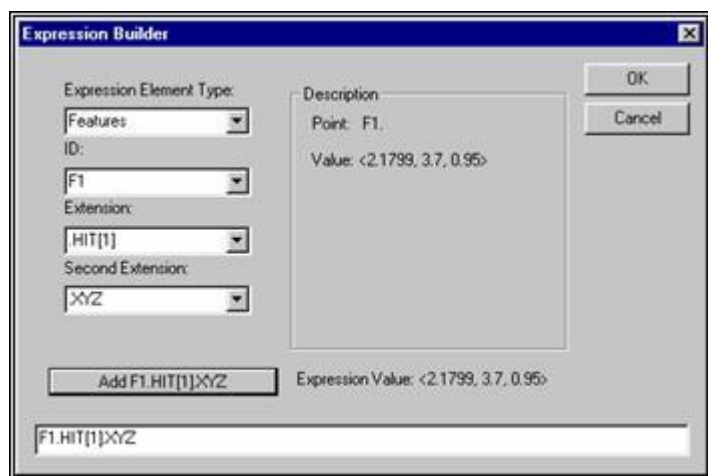 Expression Builder
Expression Element Type:
Features
ID:
F1
Extension:
.HIT[1]
Second Extension:
.XYZ
Add F1.HIT[1].XYZ
Description
Point: F1.
Value: <2.1799, 3.7, 0.95>
OK
Cancel
Expression Value: <2.1799, 3.7, 0.95>
F1.HIT[1].XYZ